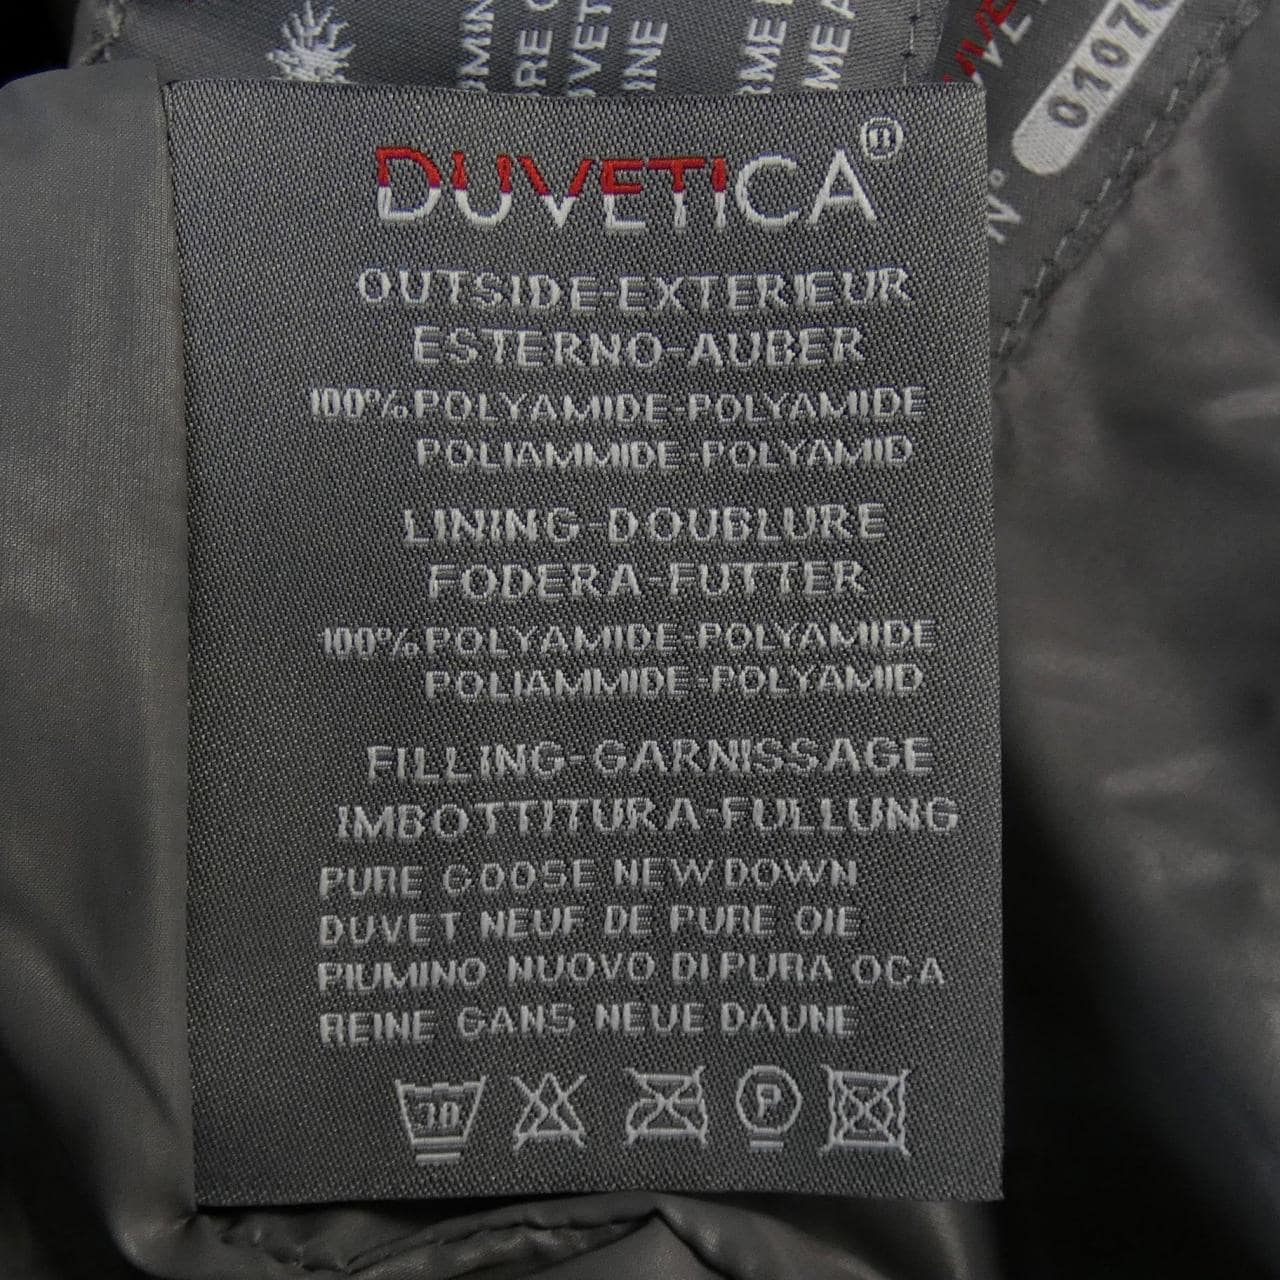 DUVETICA®
OUTSIDE-EXTERIEUR
ESTERNO-AUBER
100% POLYAMIDE-POLYAMIDE
POLIAMMIDE-POLYAMID
LINING-DOUBLURE
FODERA-FUTTER
100% POLYAMIDE-POLYAMIDE
POLIAMMIDE-POLYAMID
FILLING-GARNISSAGE
IMBOTTITURA-FULLUNG
PURE GOOSE NEW DOWN
DUVET NEUF DE PURE OIE
PIUMINO NUOVO DI PURA OCA
REINE GANS NEUE DAUNE
30
P
N°